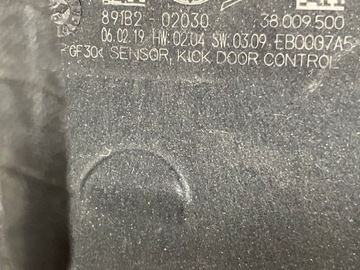 89182-02030 38.009.500
06.02.19 HW:02.04 SW:03.09 EB0007A5
GF30< SENSOR, KICK DOOR CONTROL